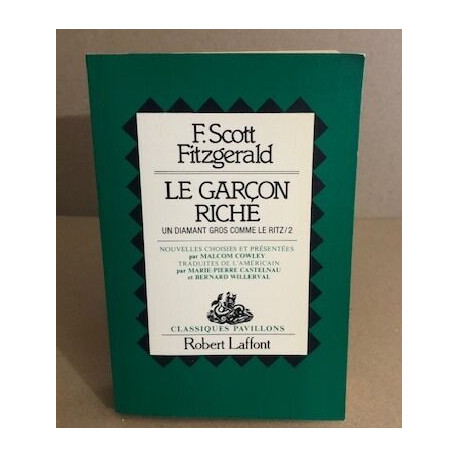 F. Scott
Fitzgerald
LE GARÇON
RICHE
UN DIAMANT GROS COMME LE RITZ/2
NOUVELLES CHOISIES ET PRÉSENTÉES
par MALCOM COWLEY
TRADUITES DE L'AMÉRICAIN
par MARIE-PIERRE CASTELNAU
et BERNARD WILLERVAL
CLASSIQUES PAVILLONS
Robert Laffont